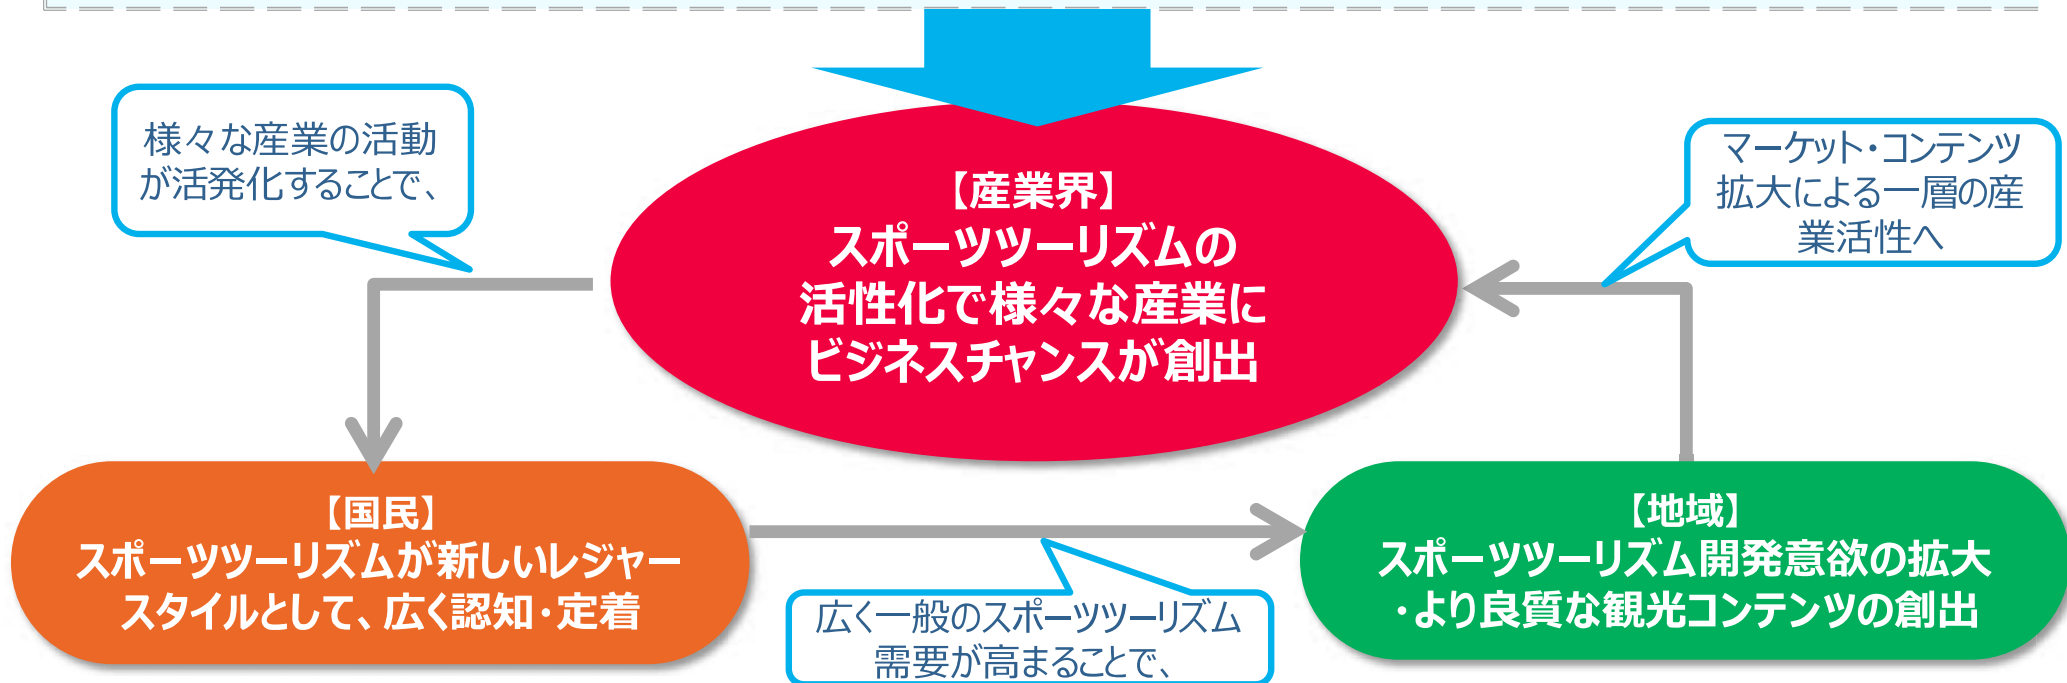 様々な産業の活動
が活発化することで、
マーケット・コンテンツ
拡大による一層の産
業活性へ
【産業界】
スポーツツーリズムの
活性化で様々な産業に
ビジネスチャンスが創出
【国民】
スポーツツーリズムが新しいレジャー
スタイルとして、広く認知・定着
広く一般のスポーツツーリズム
需要が高まることで、
【地域】
スポーツツーリズム開発意欲の拡大
・より良質な観光コンテンツの創出